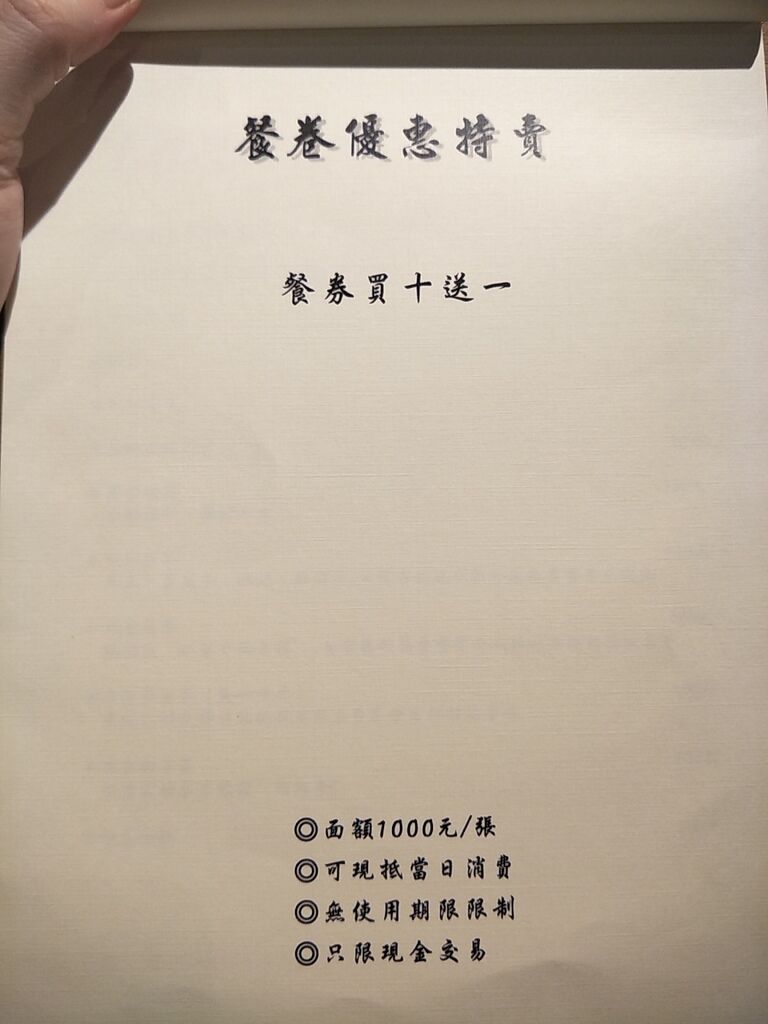 餐卷優惠特賣
餐券買十送一
◎面額1000元/張
◎可現抵當日消費
◎無使用期限限制
◎只限現金交易